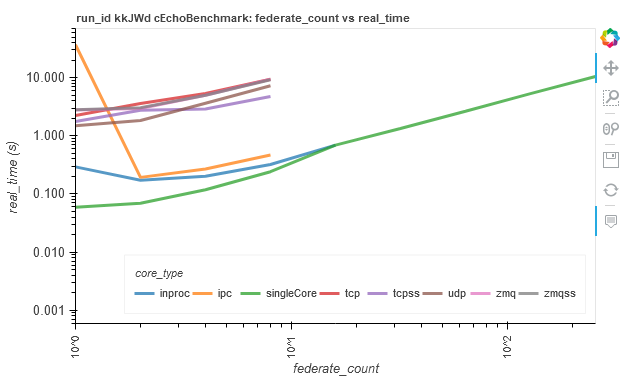 run_id kkJWd cEchoBenchmark: federate_count vs real_time
10.000
1.000
0.100
0.010
0.001
real_time (s)
core_type
inproc ipc singleCore tcp tcpss udp zmq zmqss
10^0 10^1 10^2
federate_count